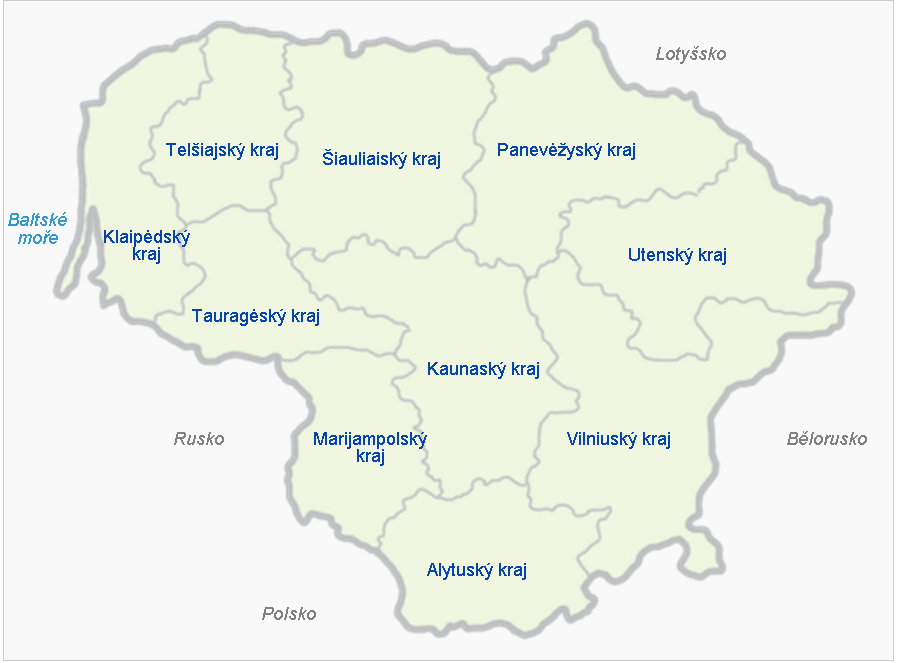 Lotyšsko
Telšiajský kraj
Šiauliaiský kraj
Panevėžyský kraj
Baltské
moře
Klaipėdský
kraj
Utenský kraj
Tauragėský kraj
Kaunaský kraj
Rusko
Marijampolský
kraj
Vilniuský kraj
Bělorusko
Alytuský kraj
Polsko